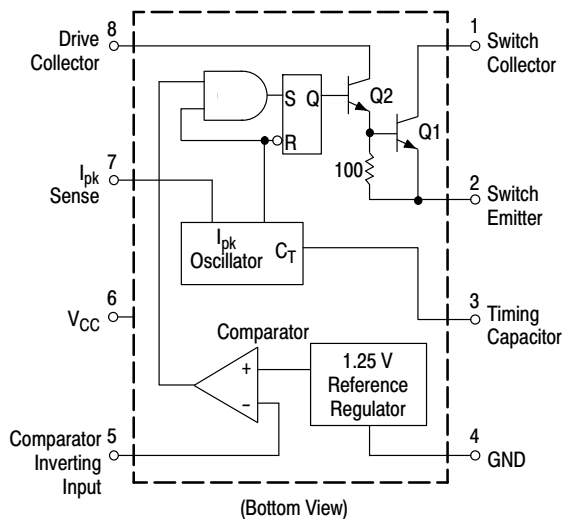 8
Drive
Collector
1
Switch
Collector
S Q
R
Q2
Q1
100
7
Ipk
Sense
2
Switch
Emitter
Ipk
Oscillator
CT
6
VCC
3
Timing
Capacitor
Comparator
+
–
1.25 V
Reference
Regulator
5
Comparator
Inverting
Input
4
GND
(Bottom View)